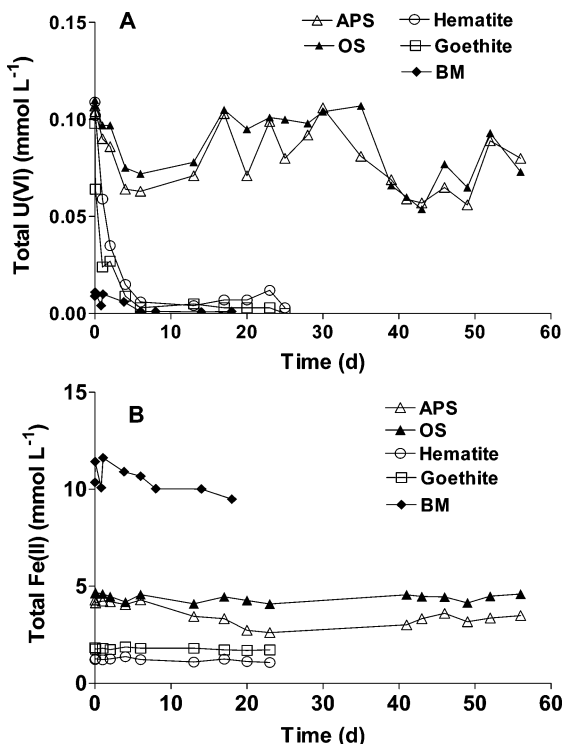 A
APS
Hematite
OS
Goethite
BM
Total U(VI) (mmol L-1)
0.15
0.10
0.05
0.00
0 10 20 30 40 50 60
Time (d)
B
APS
OS
Hematite
Goethite
BM
Total Fe(II) (mmol L-1)
15
10
5
0
0 10 20 30 40 50 60
Time (d)